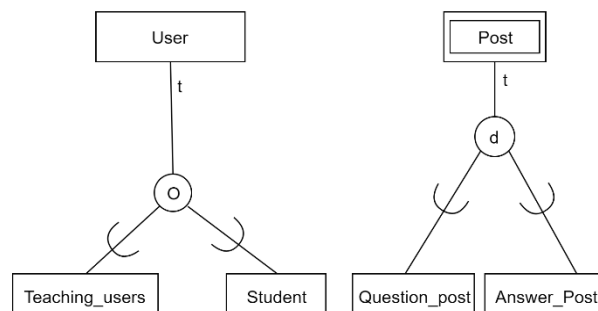 User
Post
t
t
d
O
Teaching_users
Student
Question_post
Answer_Post